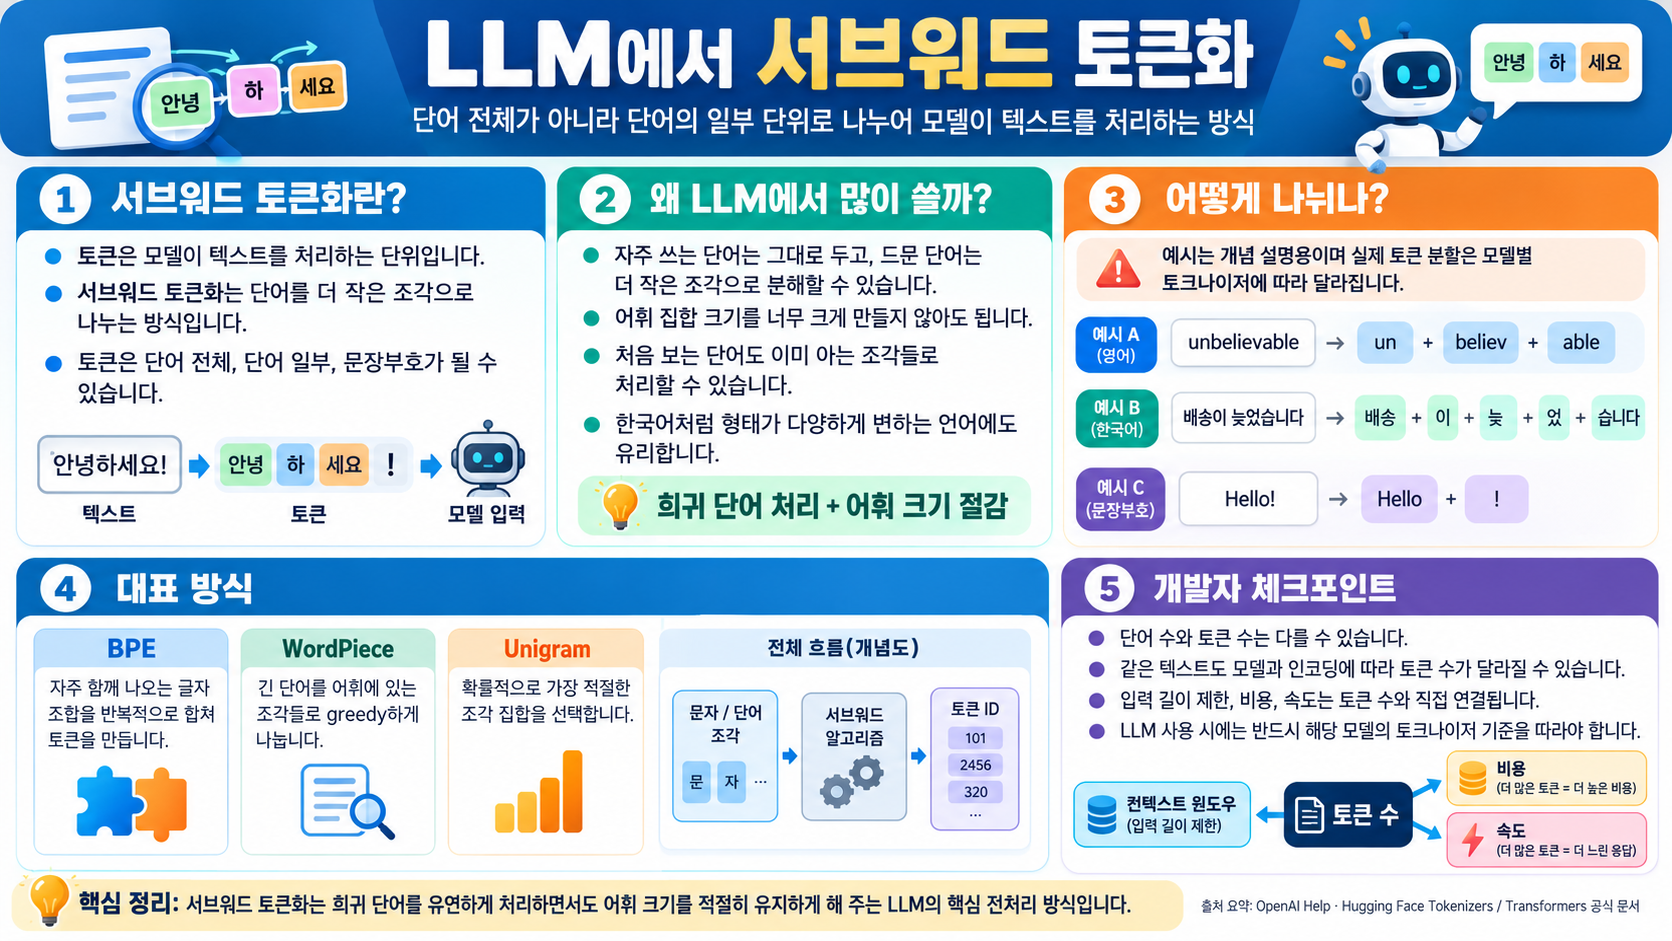 안녕
하
세요
LLM에서 서브워드 토큰화
단어 전체가 아니라 단어의 일부 단위로 나누어 모델이 텍스트를 처리하는 방식
안녕 하 세요
1 서브워드 토큰화란?
토큰은 모델이 텍스트를 처리하는 단위입니다.
서브워드 토큰화는 단어를 더 작은 조각으로
나누는 방식입니다.
토큰은 단어 전체, 단어 일부, 문장부호가 될 수
있습니다.
안녕하세요! 안녕 하 세요 !
텍스트 토큰 모델 입력
2 왜 LLM에서 많이 쓸까?
자주 쓰는 단어는 그대로 두고, 드문 단어는
더 작은 조각으로 분해할 수 있습니다.
어휘 집합 크기를 너무 크게 만들지 않아도 됩니다.
처음 보는 단어도 이미 아는 조각들로
처리할 수 있습니다.
한국어처럼 형태가 다양하게 변하는 언어에도
유리합니다.
희귀 단어 처리 + 어휘 크기 절감
3 어떻게 나뉘나?
예시는 개념 설명용이며 실제 토큰 분할은 모델별
토크나이저에 따라 달라집니다.
예시 A
(영어)
unbelievable → un + believ + able
예시 B
(한국어)
배송이 늦었습니다 → 배송 + 이 + 늦 + 었 + 습니다
예시 C
(문장부호)
Hello! → Hello + !
4 대표 방식
BPE
자주 함께 나오는 글자
조합을 반복적으로 합쳐
토큰을 만듭니다.
WordPiece
긴 단어를 어휘에 있는
조각들로 greedy하게
나눕니다.
Unigram
확률적으로 가장 적절한
조각 집합을 선택합니다.
전체 흐름(개념도)
문자 / 단어
조각
문 자 ...
서브워드
알고리즘
토큰 ID
101
2456
320
...
5 개발자 체크포인트
단어 수와 토큰 수는 다를 수 있습니다.
같은 텍스트도 모델과 인코딩에 따라 토큰 수가 달라질 수 있습니다.
입력 길이 제한, 비용, 속도는 토큰 수와 직접 연결됩니다.
LLM 사용 시에는 반드시 해당 모델의 토크나이저 기준을 따라야 합니다.
컨텍스트 윈도우
(입력 길이 제한)
토큰 수
비용
(더 많은 토큰 = 더 높은 비용)
속도
(더 많은 토큰 = 더 느린 응답)
핵심 정리: 서브워드 토큰화는 희귀 단어를 유연하게 처리하면서도 어휘 크기를 적절히 유지하게 해 주는 LLM의 핵심 전처리 방식입니다.
출처 요약: OpenAI Help · Hugging Face Tokenizers / Transformers 공식 문서